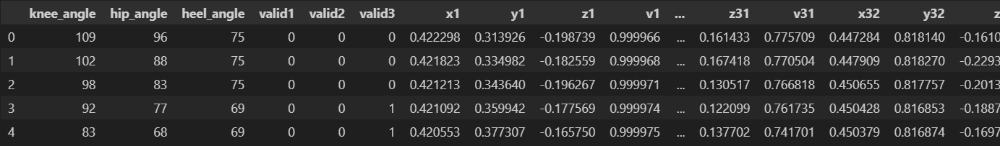 knee_angle hip_angle heel_angle valid1 valid2 valid3 x1 y1 z1 v1 ... z31 v31 x32 y32 z
0 109 96 75 0 0 0 0.422298 0.313926 -0.198739 0.999966 ... 0.161433 0.775709 0.447284 0.818140 -0.1610
1 102 88 75 0 0 0 0.421823 0.334982 -0.182559 0.999968 ... 0.167418 0.770504 0.447909 0.818270 -0.2293
2 98 83 75 0 0 0 0.421213 0.343640 -0.196267 0.999971 ... 0.130517 0.766818 0.450655 0.817757 -0.2013
3 92 77 69 0 0 1 0.421092 0.359942 -0.177569 0.999974 ... 0.122099 0.761735 0.450428 0.816853 -0.1887
4 83 68 69 0 0 1 0.420553 0.377307 -0.165750 0.999975 ... 0.137702 0.741701 0.450379 0.816874 -0.1697